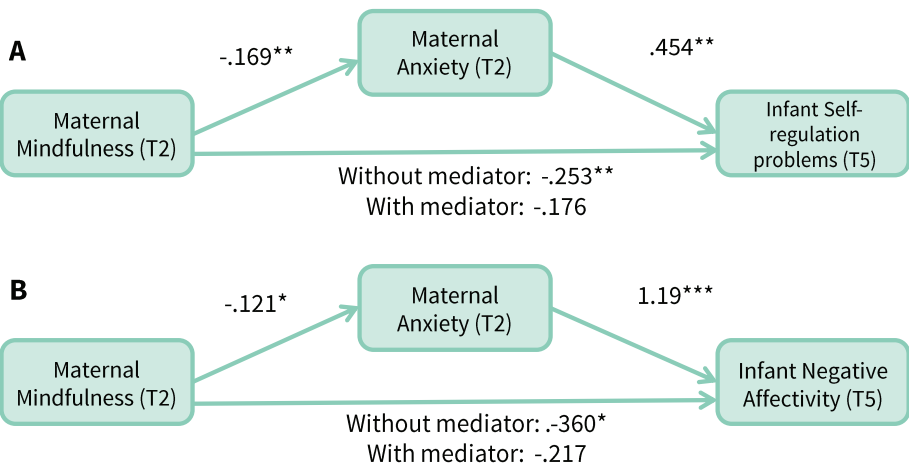 A
-.169**
Maternal
Anxiety (T2)
.454**
Maternal
Mindfulness (T2)
Infant Self-
regulation
problems (T5)
Without mediator: -.253**
With mediator: -.176
B
-.121*
Maternal
Anxiety (T2)
1.19***
Maternal
Mindfulness (T2)
Infant Negative
Affectivity (T5)
Without mediator: .-360*
With mediator: -.217